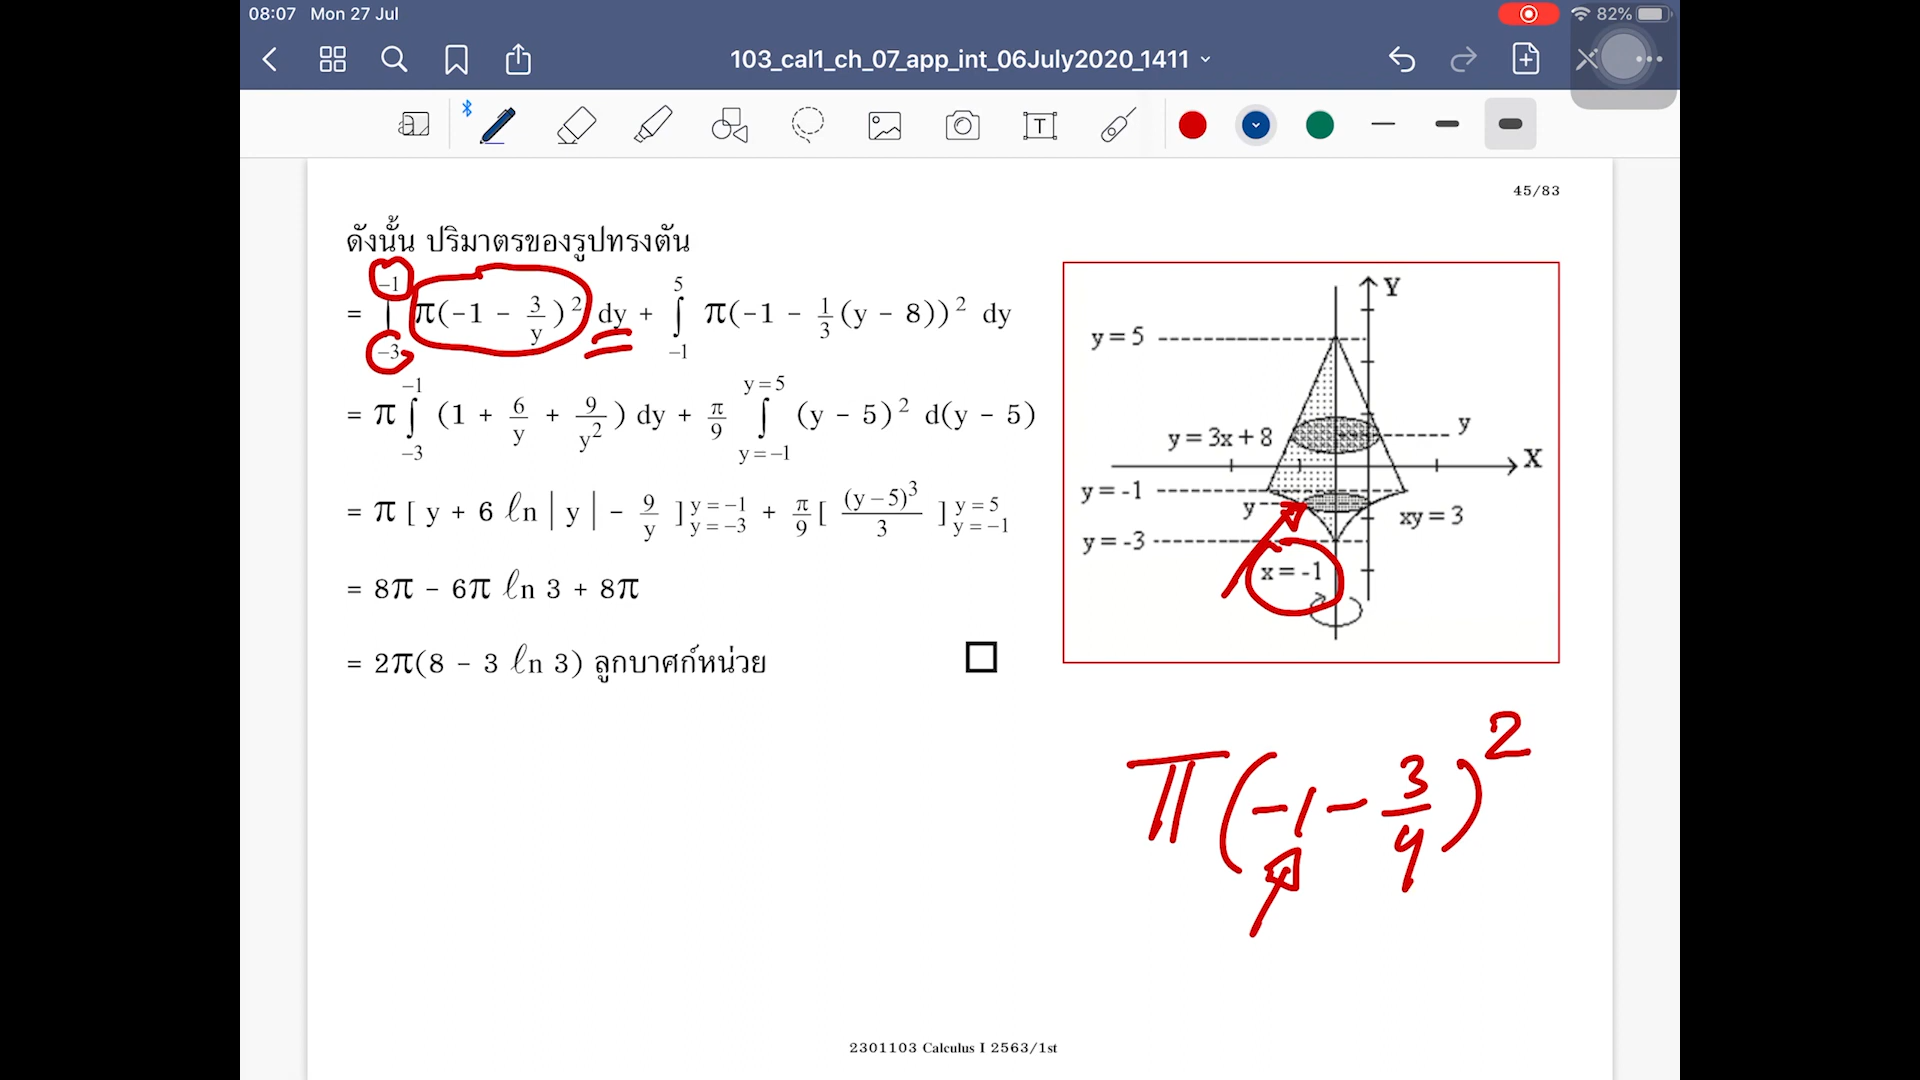 08:07 Mon 27 Jul
82%
103_cal1_ch_07_app_int_06July2020_1411
45/83
ดังนั้น ปริมาตรของรูปทรงตัน
= ∫_{-3}^{-1} π(-1 - 3/y)² dy + ∫_{-1}^{5} π(-1 - 1/3(y - 8))² dy
= π ∫_{-3}^{-1} (1 + 6/y + 9/y²) dy + π/9 ∫_{y=-1}^{y=5} (y - 5)² d(y - 5)
= π [ y + 6 ℓn | y | - 9/y ]_{y=-3}^{y=-1} + π/9 [ (y-5)³/3 ]_{y=-1}^{y=5}
= 8π - 6π ℓn 3 + 8π
= 2π(8 - 3 ℓn 3) ลูกบาศก์หน่วย
Y
y = 5
y
y = 3x + 8
X
y = -1
y
xy = 3
y = -3
x = -1
π(-1 - 3/y)²
2301103 Calculus I 2563/1st